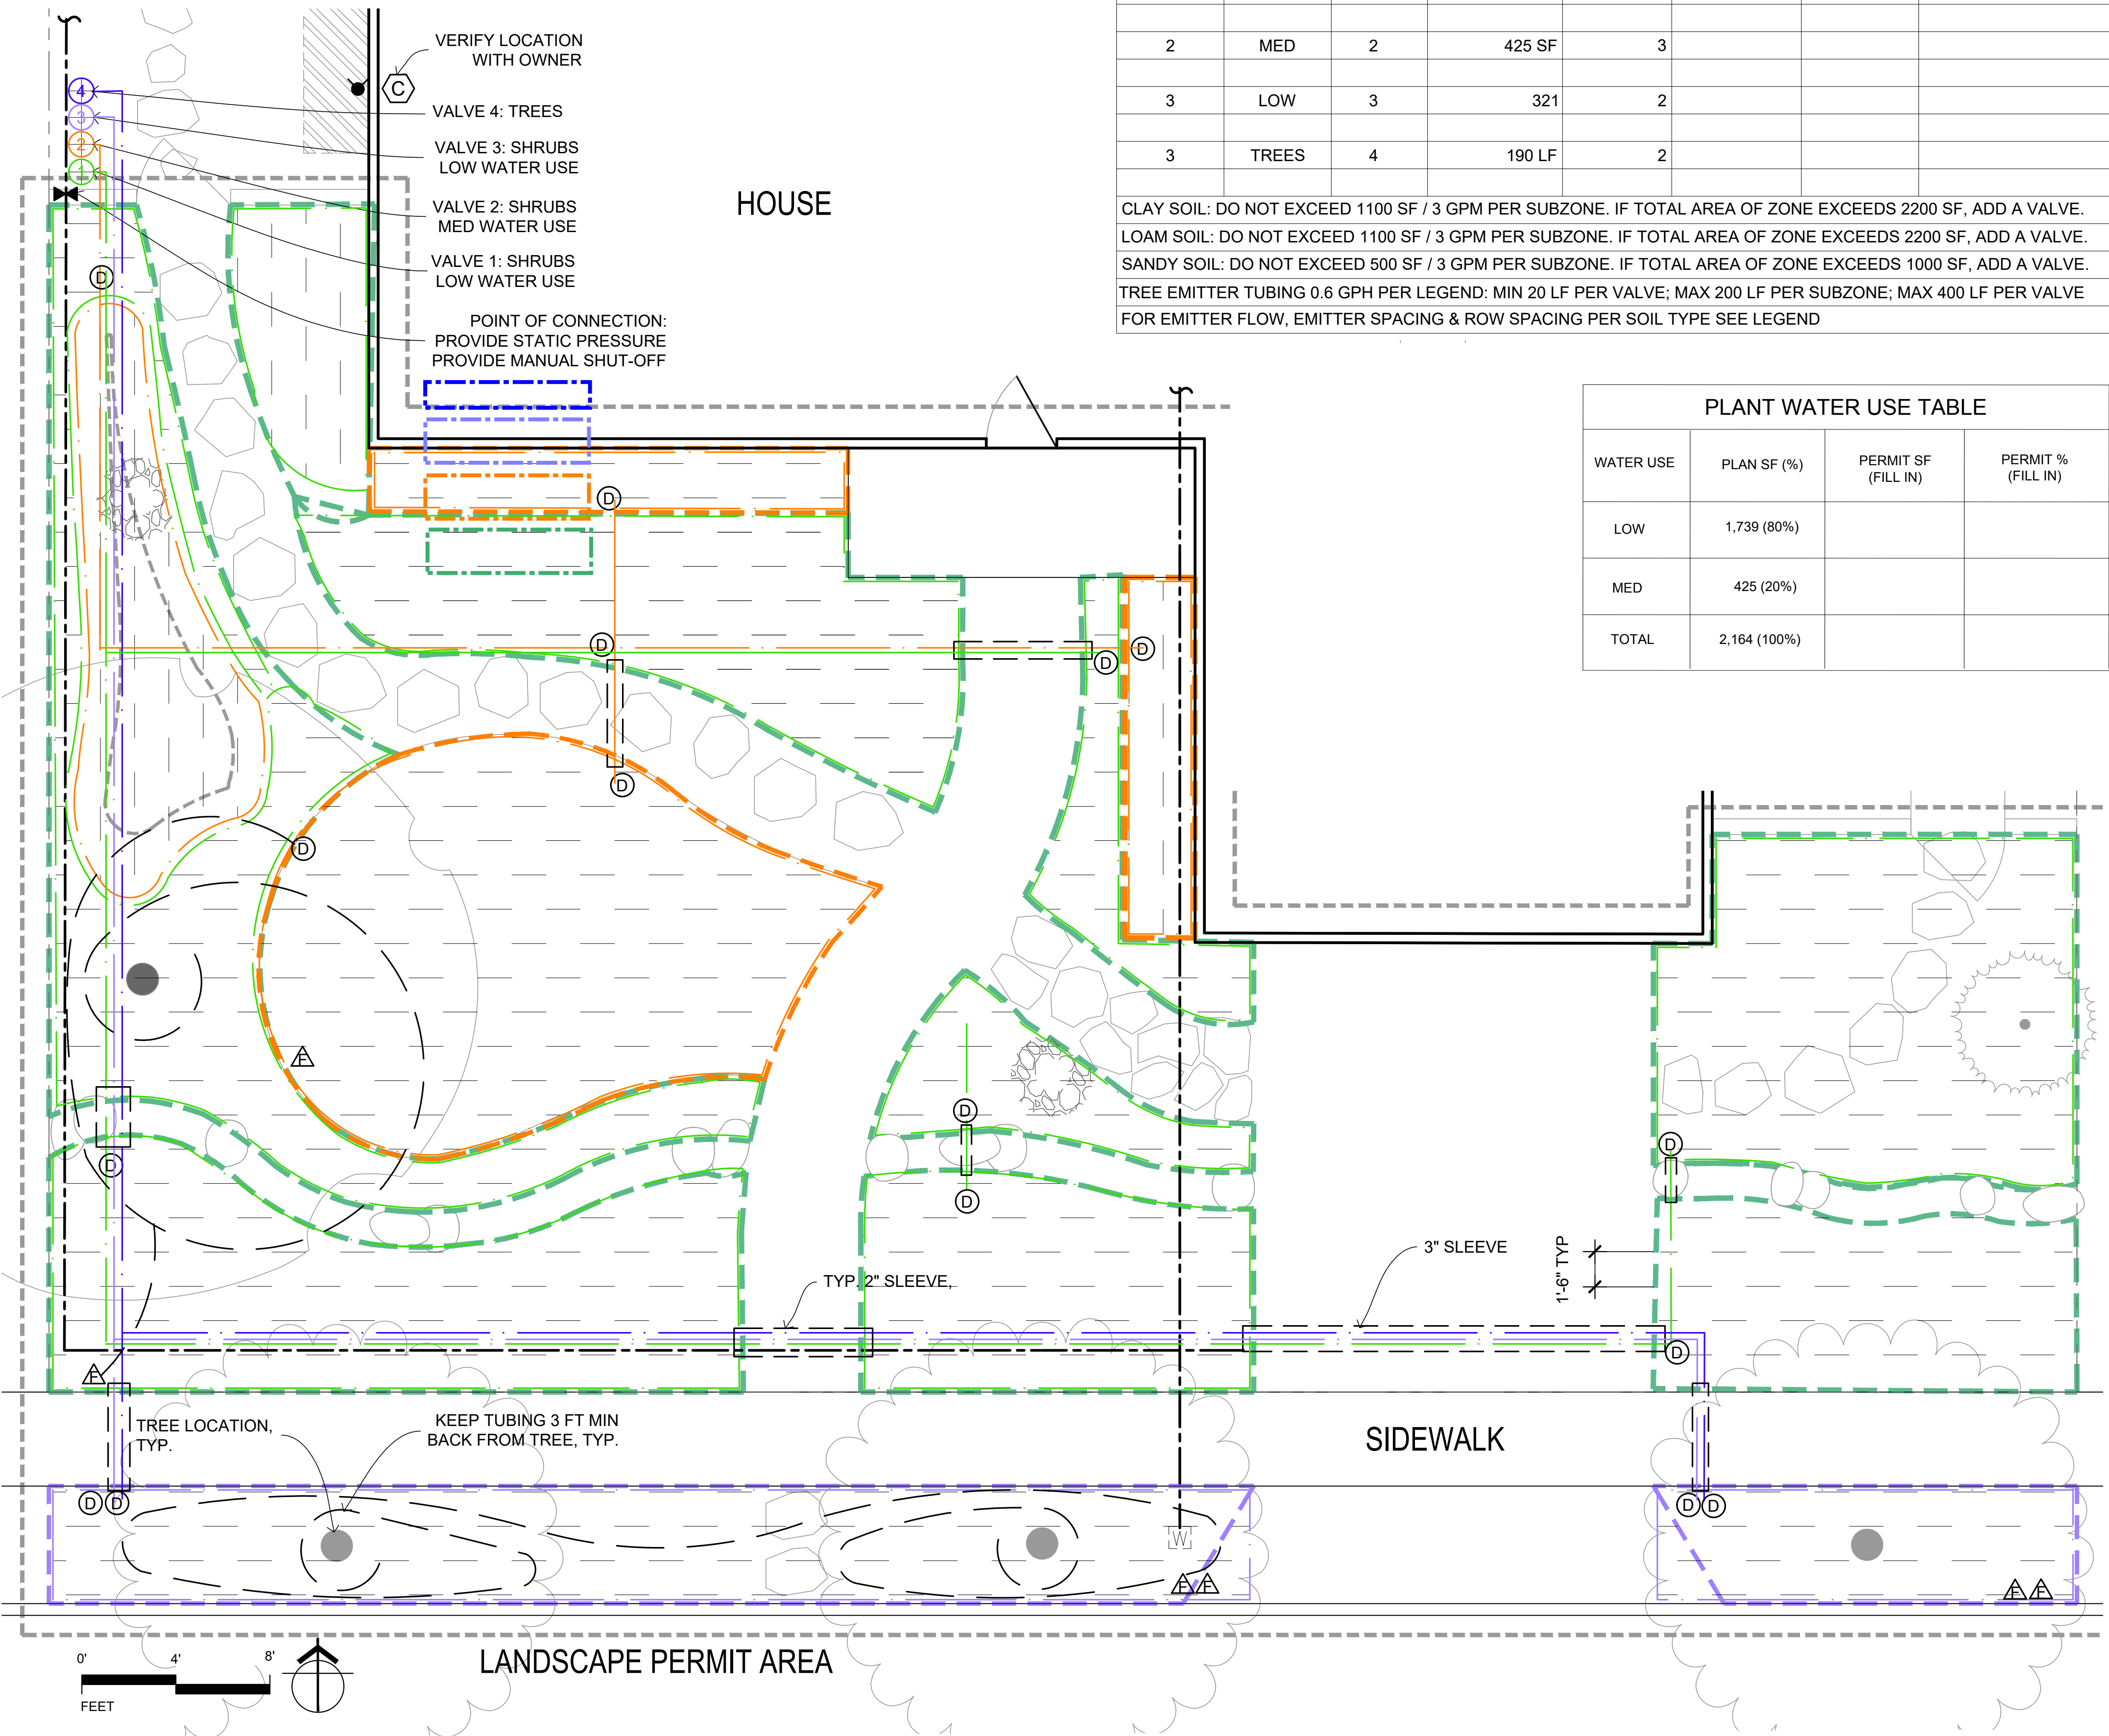 VERIFY LOCATION
WITH OWNER
C
4
3
2
1
VALVE 4: TREES
VALVE 3: SHRUBS
LOW WATER USE
VALVE 2: SHRUBS
MED WATER USE
VALVE 1: SHRUBS
LOW WATER USE
POINT OF CONNECTION:
PROVIDE STATIC PRESSURE
PROVIDE MANUAL SHUT-OFF
HOUSE
2 MED 2 425 SF 3
3 LOW 3 321 2
3 TREES 4 190 LF 2
CLAY SOIL: DO NOT EXCEED 1100 SF / 3 GPM PER SUBZONE. IF TOTAL AREA OF ZONE EXCEEDS 2200 SF, ADD A VALVE.
LOAM SOIL: DO NOT EXCEED 1100 SF / 3 GPM PER SUBZONE. IF TOTAL AREA OF ZONE EXCEEDS 2200 SF, ADD A VALVE.
SANDY SOIL: DO NOT EXCEED 500 SF / 3 GPM PER SUBZONE. IF TOTAL AREA OF ZONE EXCEEDS 1000 SF, ADD A VALVE.
TREE EMITTER TUBING 0.6 GPH PER LEGEND: MIN 20 LF PER VALVE; MAX 200 LF PER SUBZONE; MAX 400 LF PER VALVE
FOR EMITTER FLOW, EMITTER SPACING & ROW SPACING PER SOIL TYPE SEE LEGEND
PLANT WATER USE TABLE
WATER USE PLAN SF (%) PERMIT SF (FILL IN) PERMIT % (FILL IN)
LOW 1,739 (80%)
MED 425 (20%)
TOTAL 2,164 (100%)
D
D
D
D
D
D
D
F
D
D
D
D
3" SLEEVE
1'-6" TYP
TYP. 2" SLEEVE,
D
F
TREE LOCATION,
TYP.
KEEP TUBING 3 FT MIN
BACK FROM TREE, TYP.
SIDEWALK
D D
D D
W
F F
F F
0' 4' 8'
FEET
LANDSCAPE PERMIT AREA